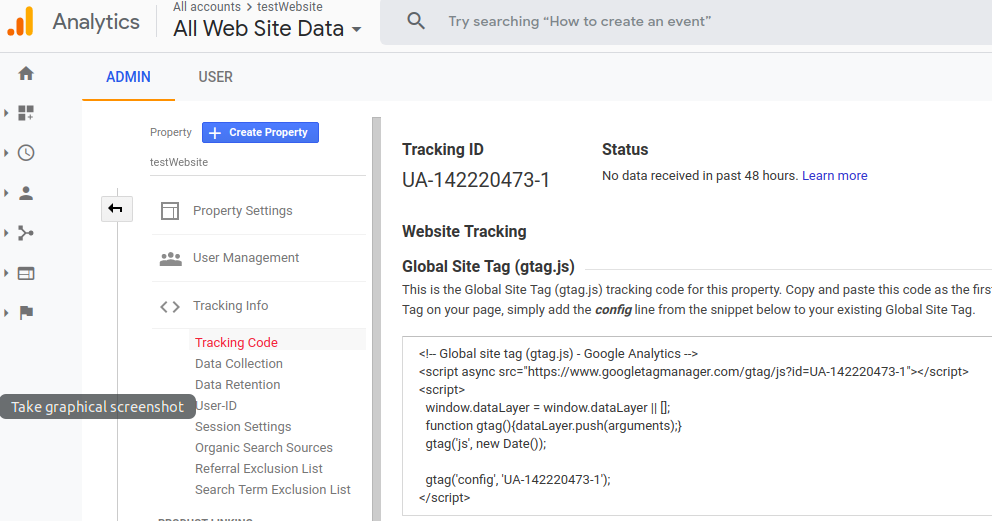 Analytics
All accounts > testWebsite
All Web Site Data
Try searching “How to create an event”
ADMIN
USER
Property
Create Property
testWebsite
Property Settings
User Management
Tracking Info
Tracking Code
Data Collection
Data Retention
User-ID
Session Settings
Organic Search Sources
Referral Exclusion List
Search Term Exclusion List
PRODUCT LINKING
Take graphical screenshot
Tracking ID
UA-142220473-1
Status
No data received in past 48 hours. Learn more
Website Tracking
Global Site Tag (gtag.js)
This is the Global Site Tag (gtag.js) tracking code for this property. Copy and paste this code as the firs
Tag on your page, simply add the config line from the snippet below to your existing Global Site Tag.
<!-- Global site tag (gtag.js) - Google Analytics -->
<script async src="https://www.googletagmanager.com/gtag/js?id=UA-142220473-1"></script>
<script>
window.dataLayer = window.dataLayer || [];
function gtag(){dataLayer.push(arguments);}
gtag('js', new Date());
gtag('config', 'UA-142220473-1');
</script>